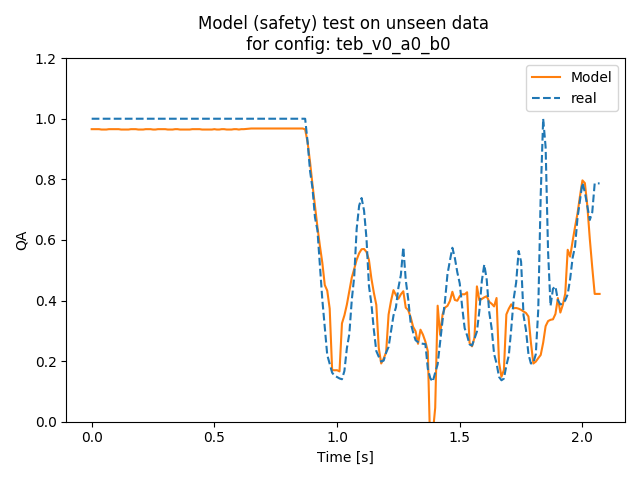 Model (safety) test on unseen data
for config: teb_v0_a0_b0
Model
real
QA
1.2
1.0
0.8
0.6
0.4
0.2
0.0
0.0
0.5
1.0
1.5
2.0
Time [s]